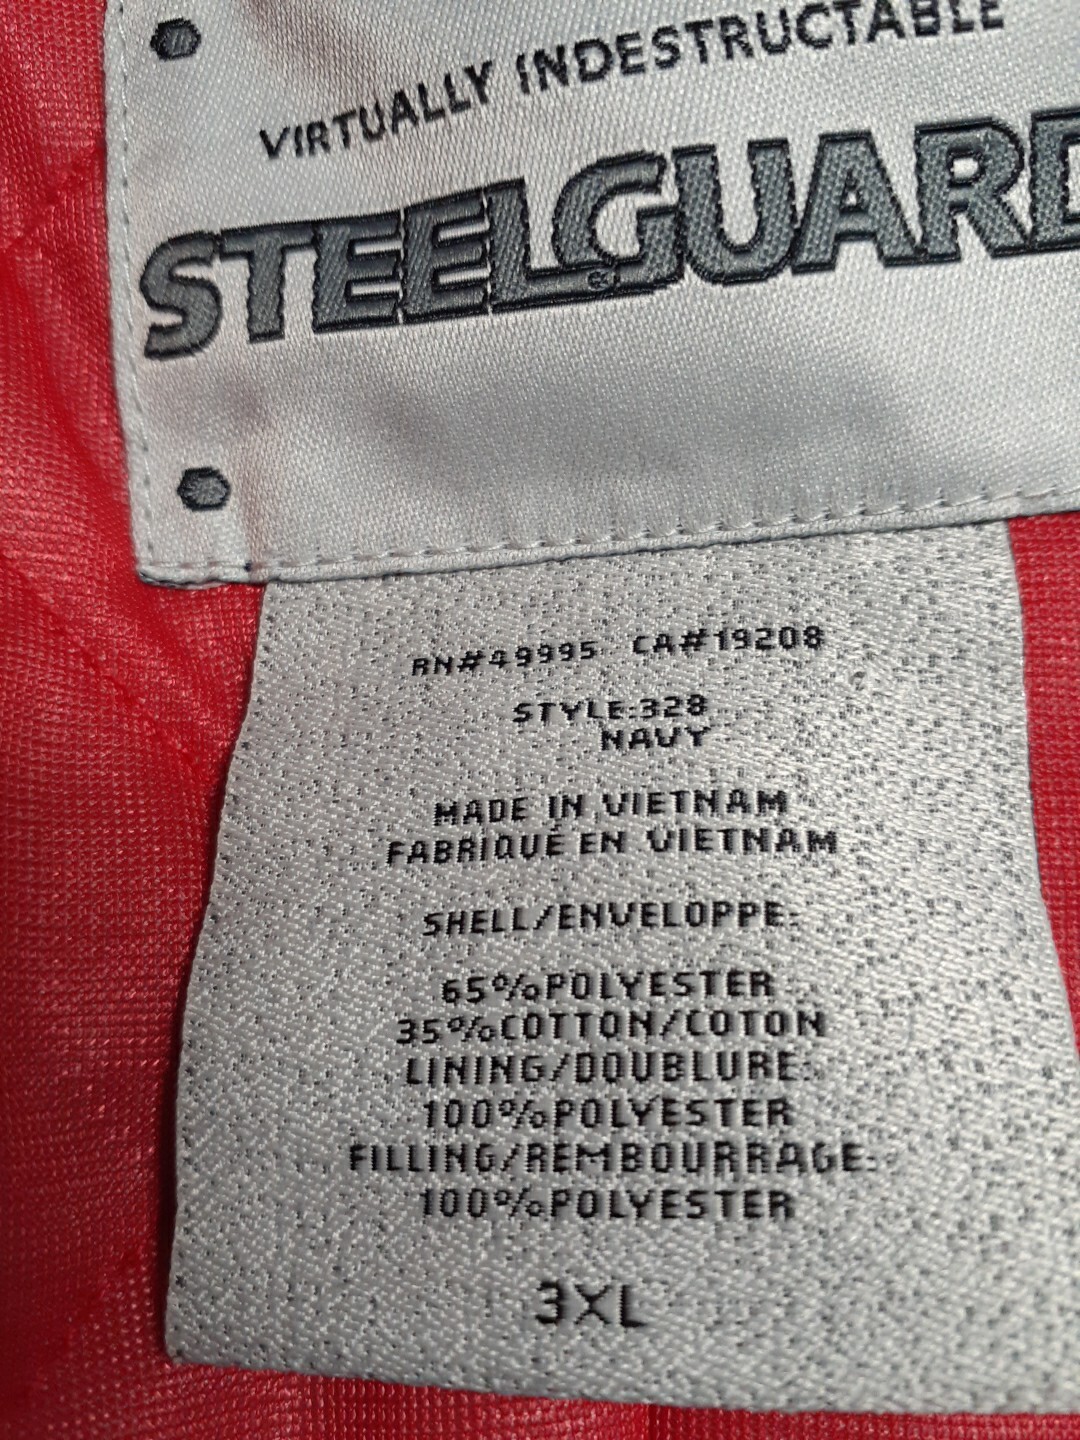 VIRTUALLY INDESTRUCTABLE
STEELGUARD
RN#49995 CA#19208
STYLE:328
NAVY
MADE IN VIETNAM
FABRIQUÉ EN VIETNAM
SHELL/ENVELOPPE:
65%POLYESTER
35%COTTON/COTON
LINING/DOUBLURE:
100%POLYESTER
FILLING/REMBOURRAGE:
100%POLYESTER
3XL